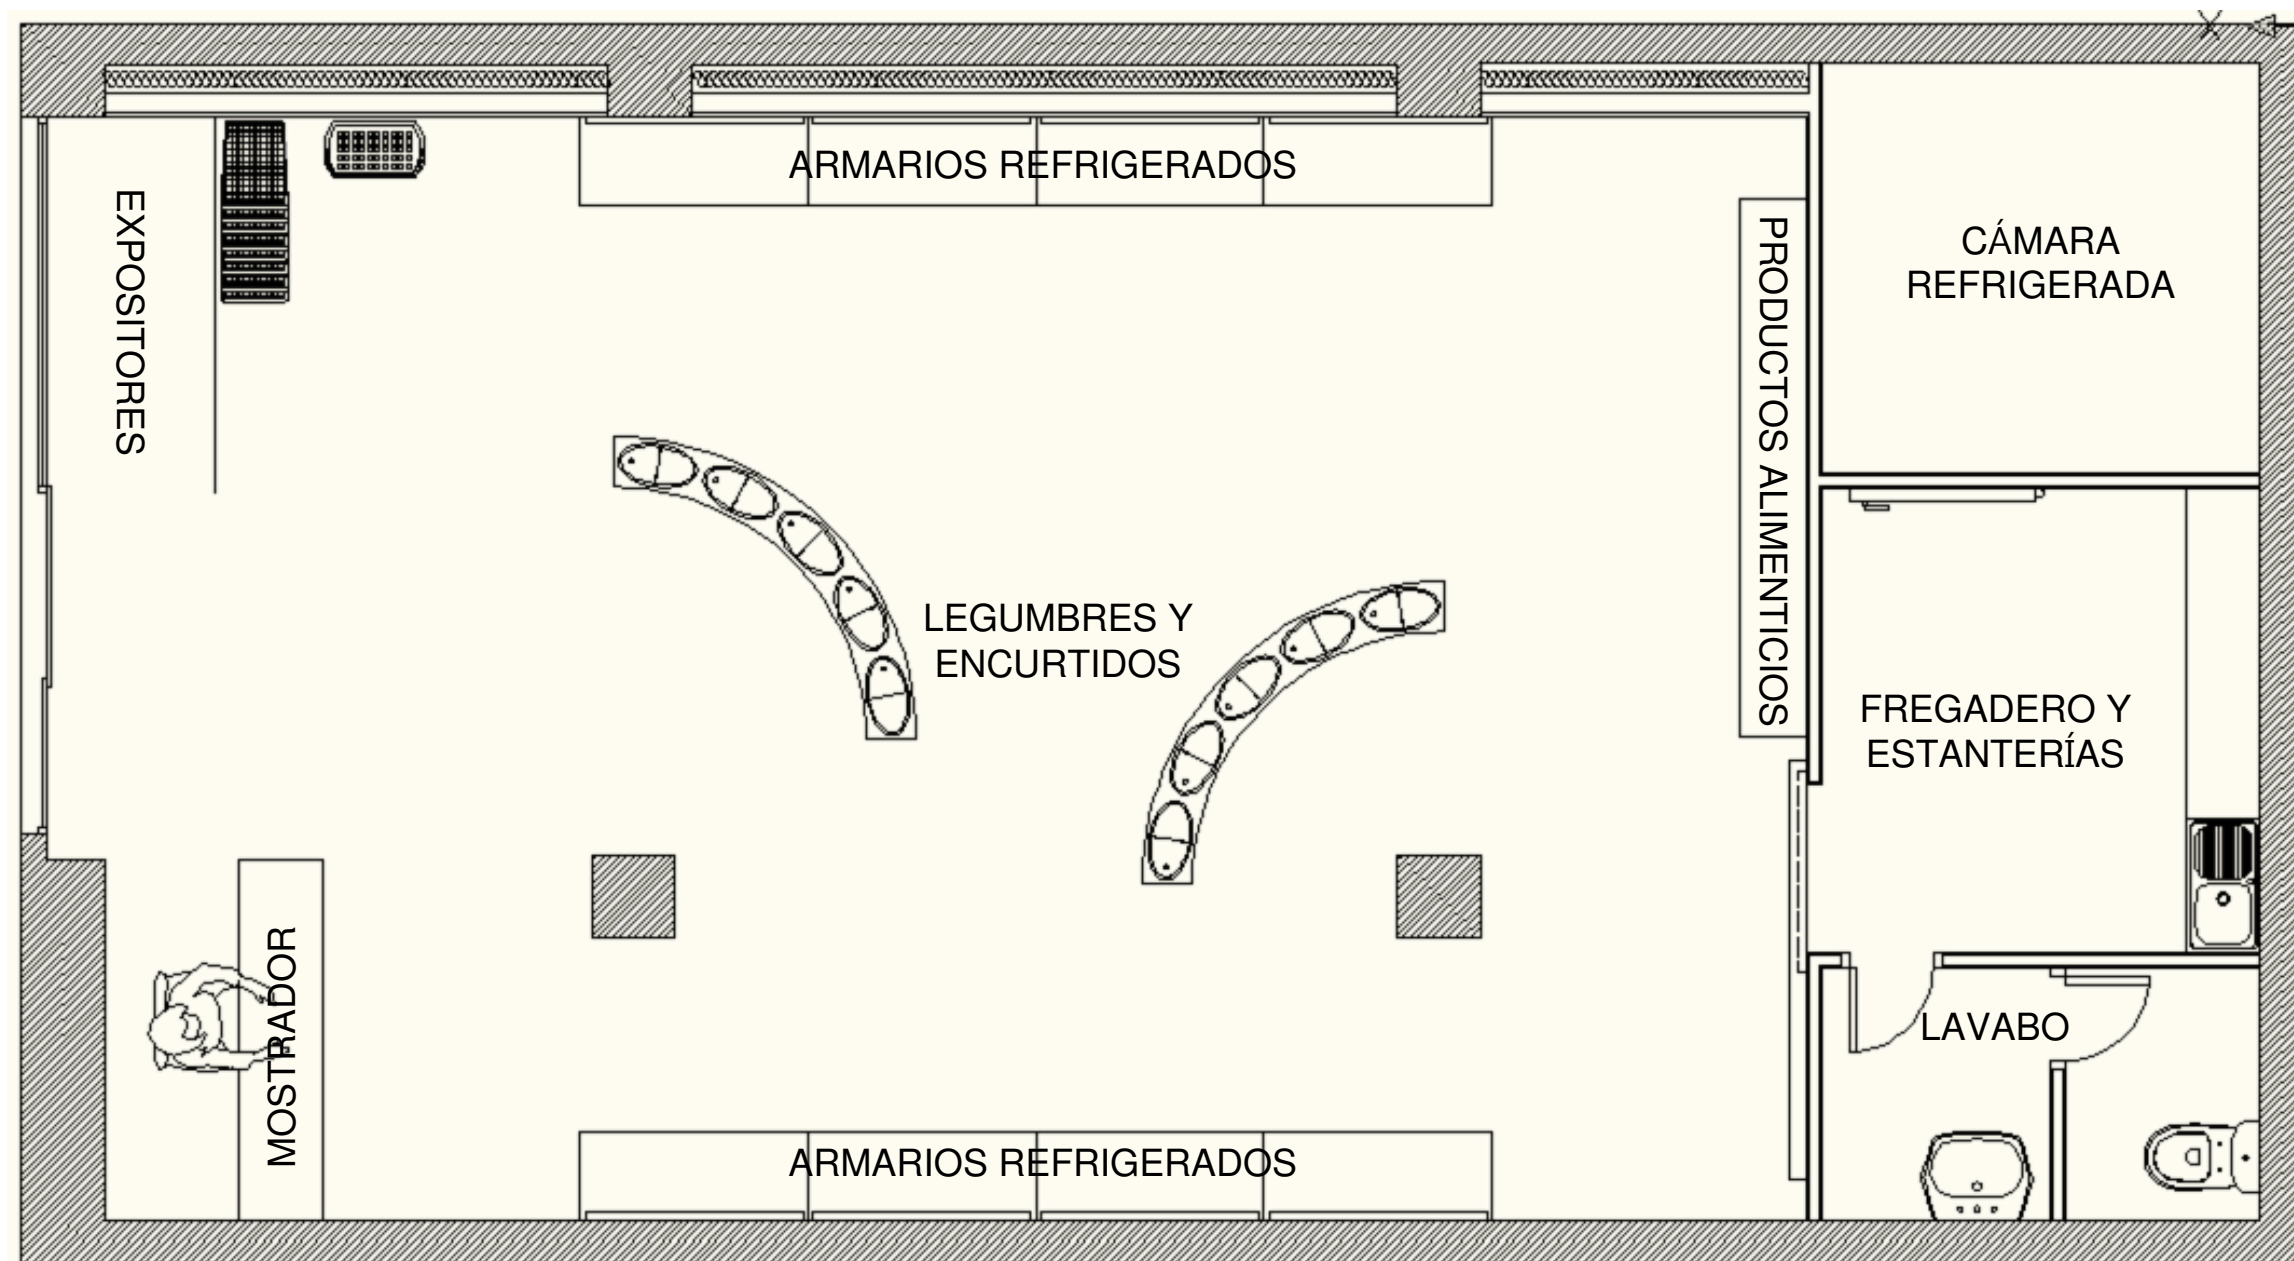 ARMARIOS REFRIGERADOS
EXPOSITORES
PRODUCTOS ALIMENTICIOS
CÁMARA
REFRIGERADA
LEGUMBRES Y
ENCURTIDOS
FREGADERO Y
ESTANTERÍAS
MOSTRADOR
LAVABO
ARMARIOS REFRIGERADOS